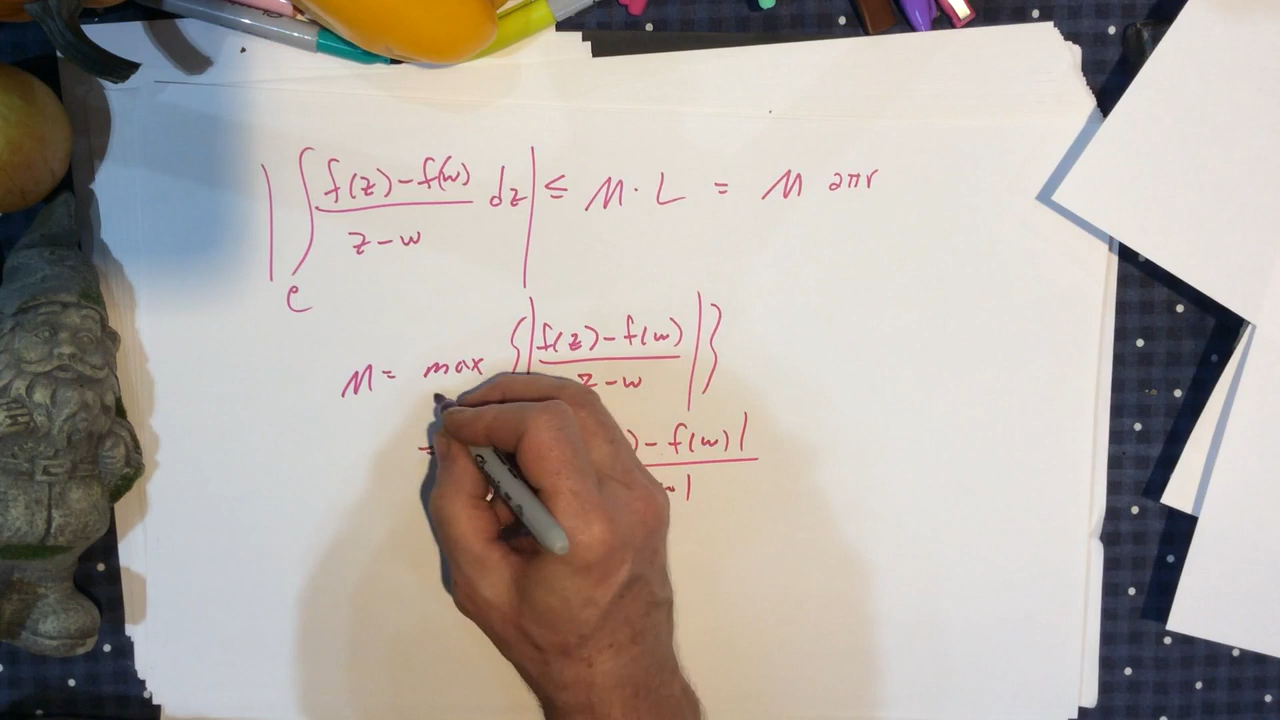 | ∫_C (f(z) – f(w))/(z – w) dz | ≤ M · L = M 2πr
M = max { | (f(z) – f(w))/(z – w) | }
) – f(w)|
|